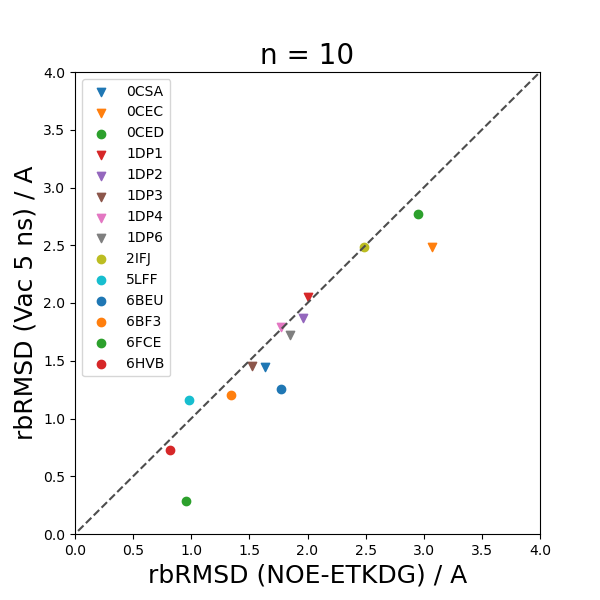 n = 10
rbRMSD (Vac 5 ns) / A
4.0
3.5
3.0
2.5
2.0
1.5
1.0
0.5
0.0
0CSA
0CEC
0CED
1DP1
1DP2
1DP3
1DP4
1DP6
2IFJ
5LFF
6BEU
6BF3
6FCE
6HVB
0.0 0.5 1.0 1.5 2.0 2.5 3.0 3.5 4.0
rbRMSD (NOE-ETKDG) / A